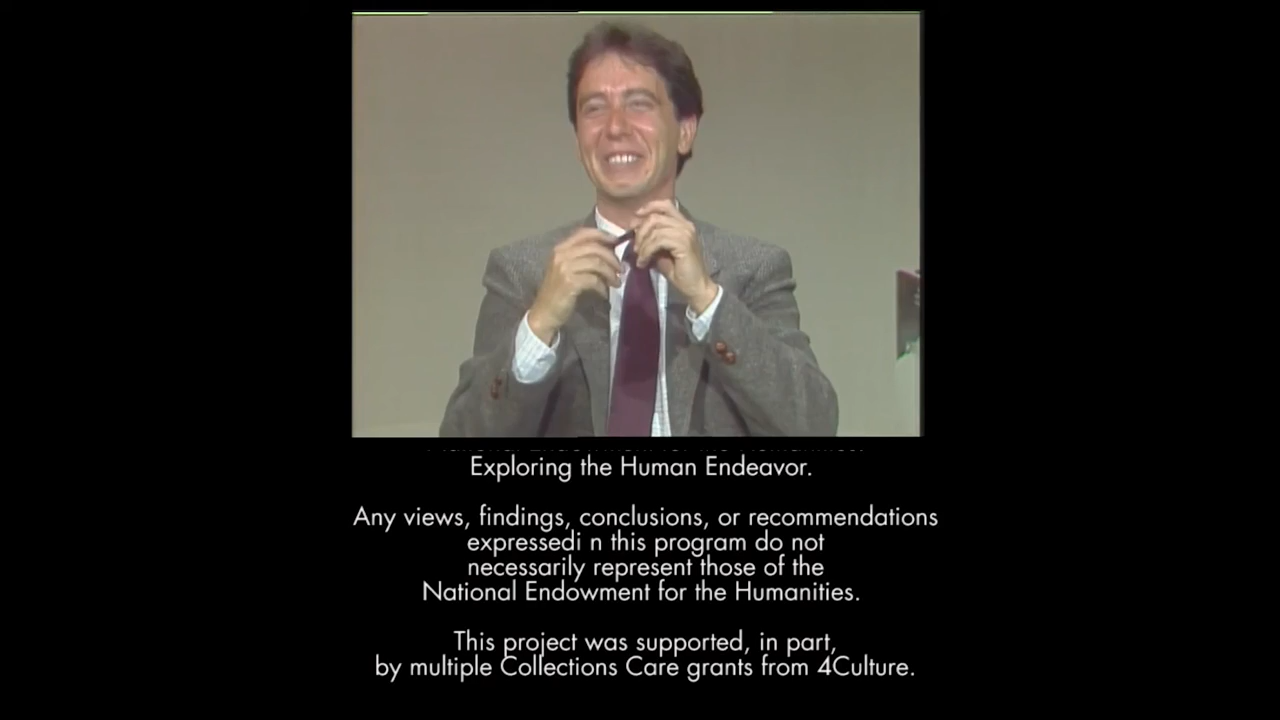 Exploring the Human Endeavor.
Any views, findings, conclusions, or recommendations
expressedi n this program do not
necessarily represent those of the
National Endowment for the Humanities.
This project was supported, in part,
by multiple Collections Care grants from 4Culture.